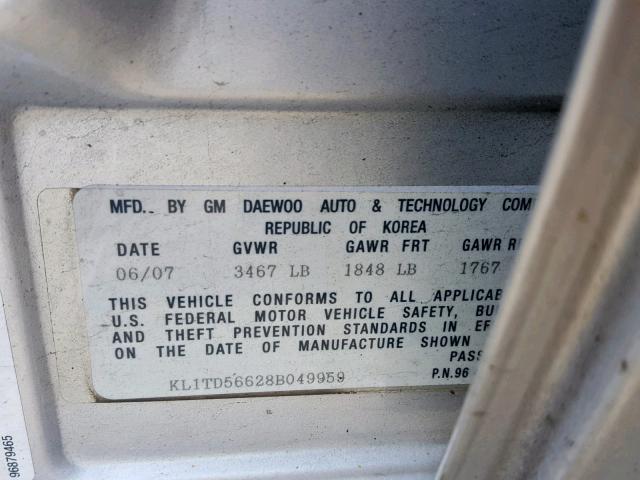 MFD. BY GM DAEWOO AUTO & TECHNOLOGY COM
REPUBLIC OF KOREA
DATE GVWR GAWR FRT GAWR R
06/07 3467 LB 1848 LB 1767
THIS VEHICLE CONFORMS TO ALL APPLICAB
U.S. FEDERAL MOTOR VEHICLE SAFETY, BU
AND THEFT PREVENTION STANDARDS IN EF
ON THE DATE OF MANUFACTURE SHOWN
PASS
KL1TD56628B049959 P.N.96
96879465